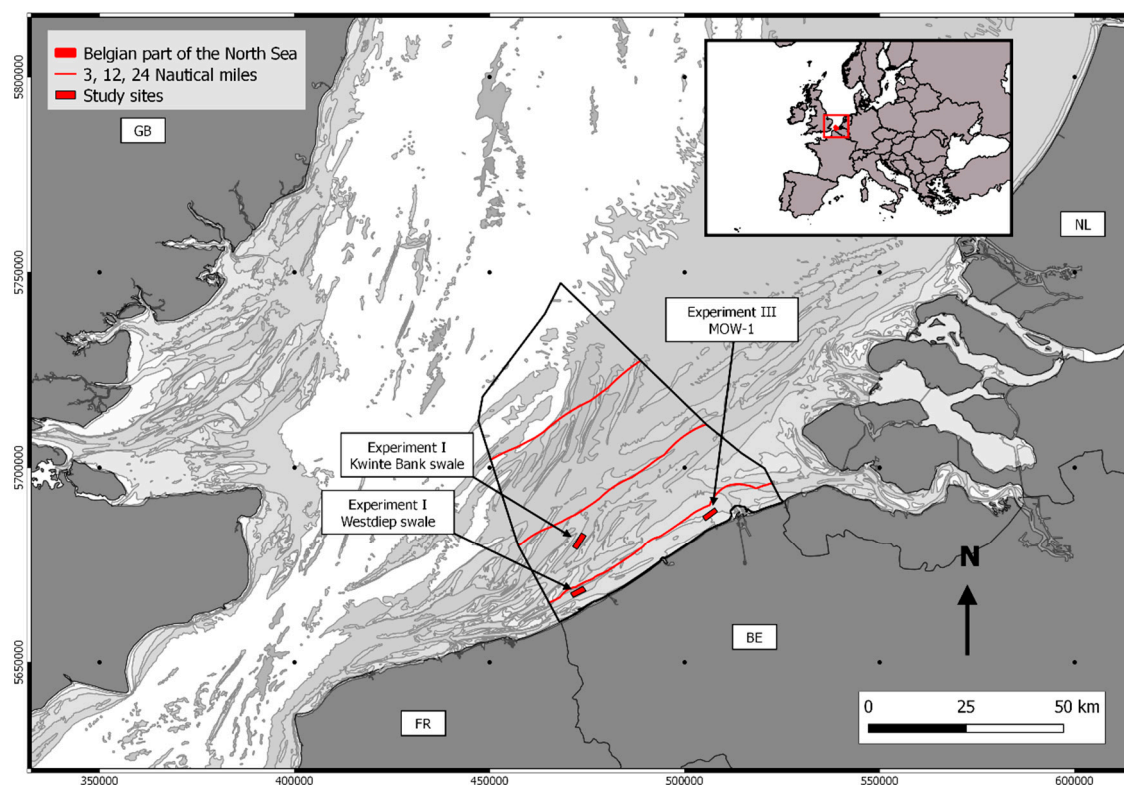 Belgian part of the North Sea
3, 12, 24 Nautical miles
Study sites
GB
NL
Experiment III
MOW-1
Experiment I
Kwinte Bank swale
Experiment I
Westdiep swale
N
BE
FR
0 25 50 km
5800000
5750000
5700000
5650000
350000 400000 450000 500000 550000 600000